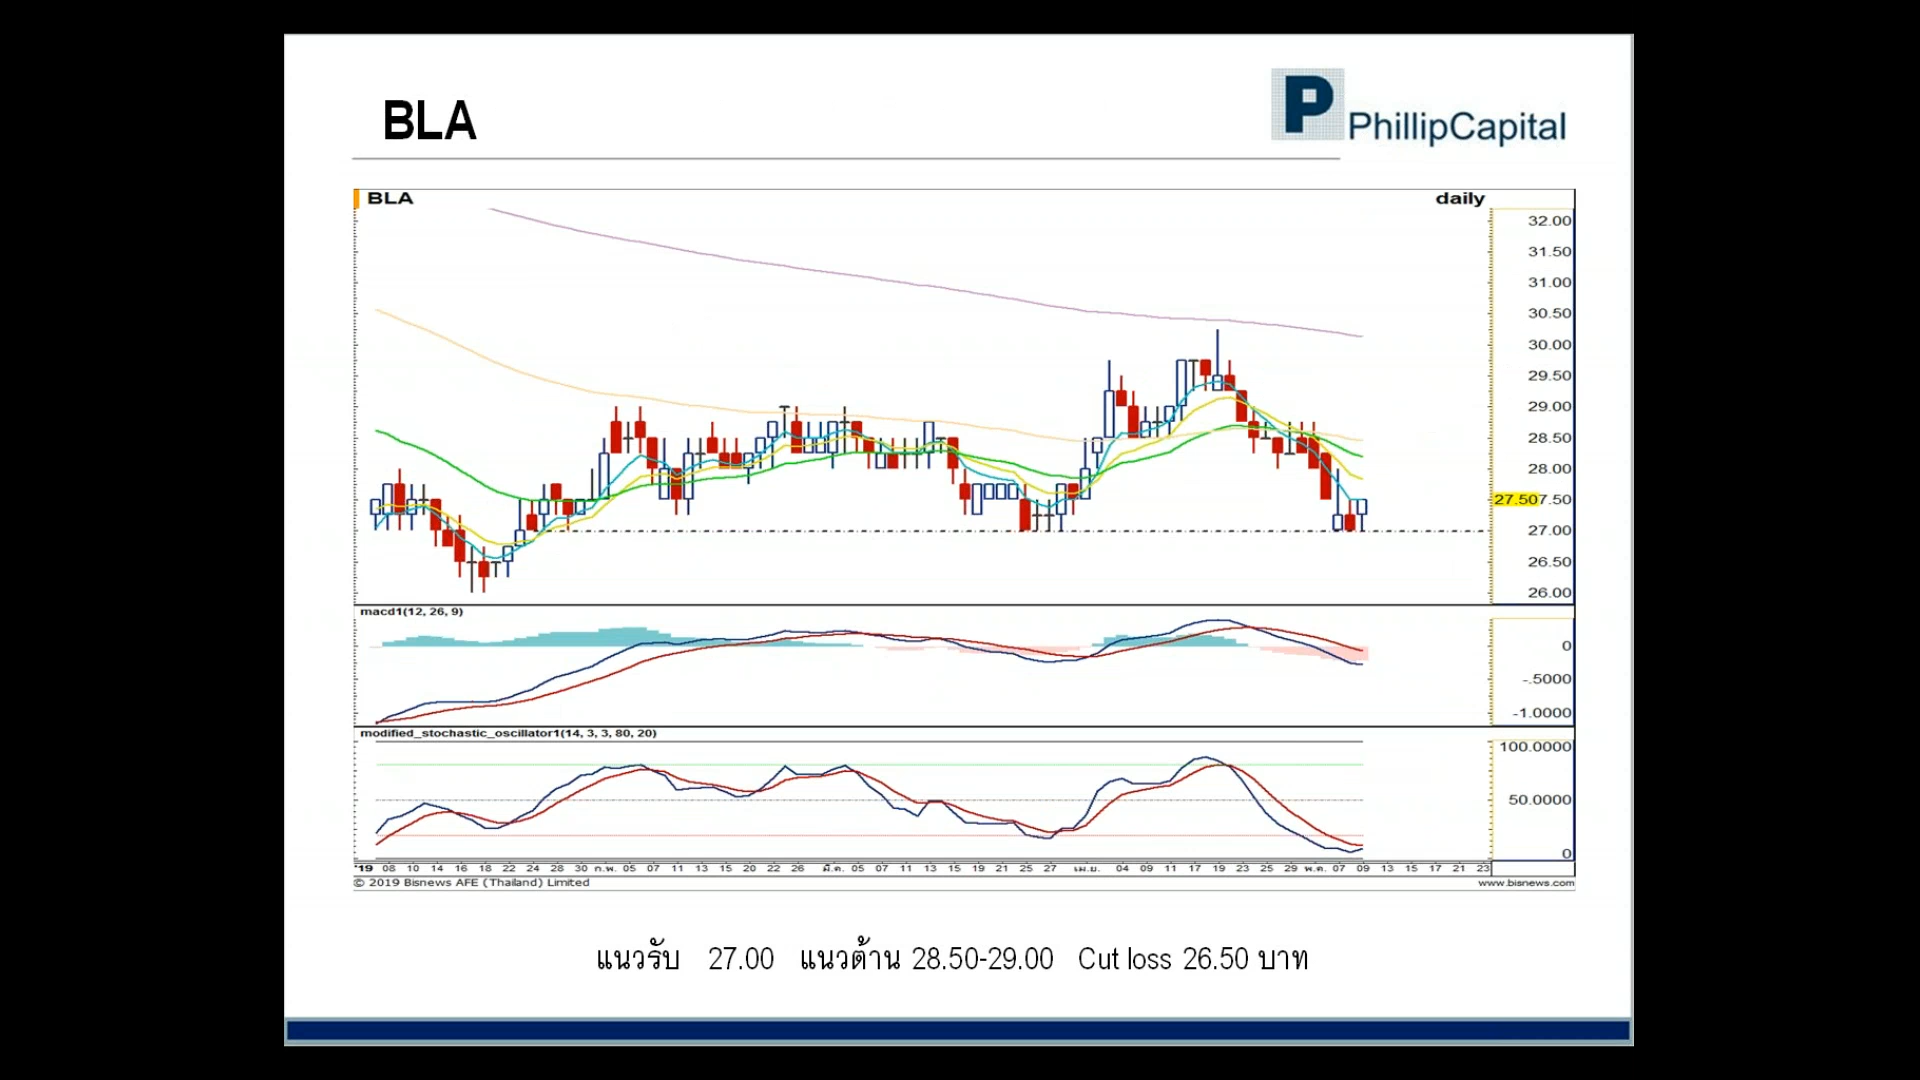 BLA
PhillipCapital
BLA daily
32.00
31.50
31.00
30.50
30.00
29.50
29.00
28.50
28.00
27.50 7.50
27.00
26.50
26.00
macd1(12, 26, 9)
0
-.5000
-1.0000
modified_stochastic_oscillator1(14, 3, 3, 80, 20)
100.0000
50.0000
0
'19 08 10 14 16 18 22 24 28 30 ก.พ. 05 07 11 13 15 20 22 26 มี.ค. 05 07 11 13 15 19 21 25 27 เม.ย. 04 09 11 17 19 23 25 29 พ.ค. 07 09 13 15 17 21 23
© 2019 Bisnews AFE (Thailand) Limited www.bisnews.com
แนวรับ 27.00 แนวต้าน 28.50-29.00 Cut loss 26.50 บาท